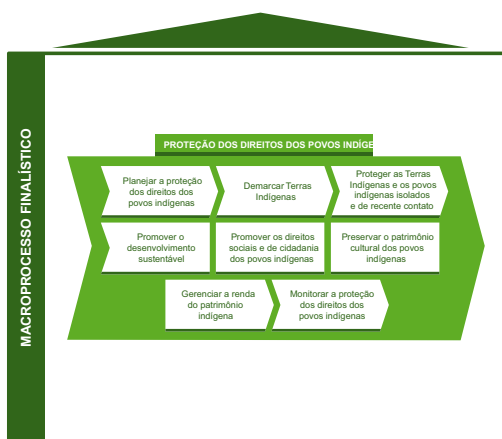 MACROPROCESSO FINALÍSTICO
PROTEÇÃO DOS DIREITOS DOS POVOS INDÍGE
Planejar a proteção
dos direitos dos
povos indígenas
Demarcar Terras
Indígenas
Proteger as Terras
Indígenas e os povos
indígenas isolados
e de recente contato
Promover o
desenvolvimento
sustentável
Promover os direitos
sociais e de cidadania
dos povos indígenas
Preservar o patrimônio
cultural dos povos
indígenas
Gerenciar a renda
do patrimônio
indígena
Monitorar a proteção
dos direitos dos
povos indígenas